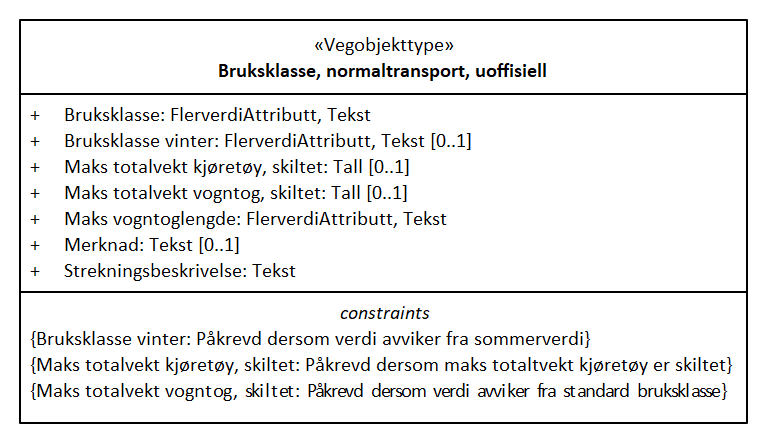 «Vegobjekttype»
Bruksklasse, normaltransport, uoffisiell
+ Bruksklasse: FlerverdiAttributt, Tekst
+ Bruksklasse vinter: FlerverdiAttributt, Tekst [0..1]
+ Maks totalvekt kjøretøy, skiltet: Tall [0..1]
+ Maks totalvekt vogntog, skiltet: Tall [0..1]
+ Maks vogntoglengde: FlerverdiAttributt, Tekst
+ Merknad: Tekst [0..1]
+ Strekningsbeskrivelse: Tekst
constraints
{Bruksklasse vinter: Påkrevd dersom verdi avviker fra sommerverdi}
{Maks totalvekt kjøretøy, skiltet: Påkrevd dersom maks totaltvekt kjøretøy er skiltet}
{Maks totalvekt vogntog, skiltet: Påkrevd dersom verdi avviker fra standard bruksklasse}